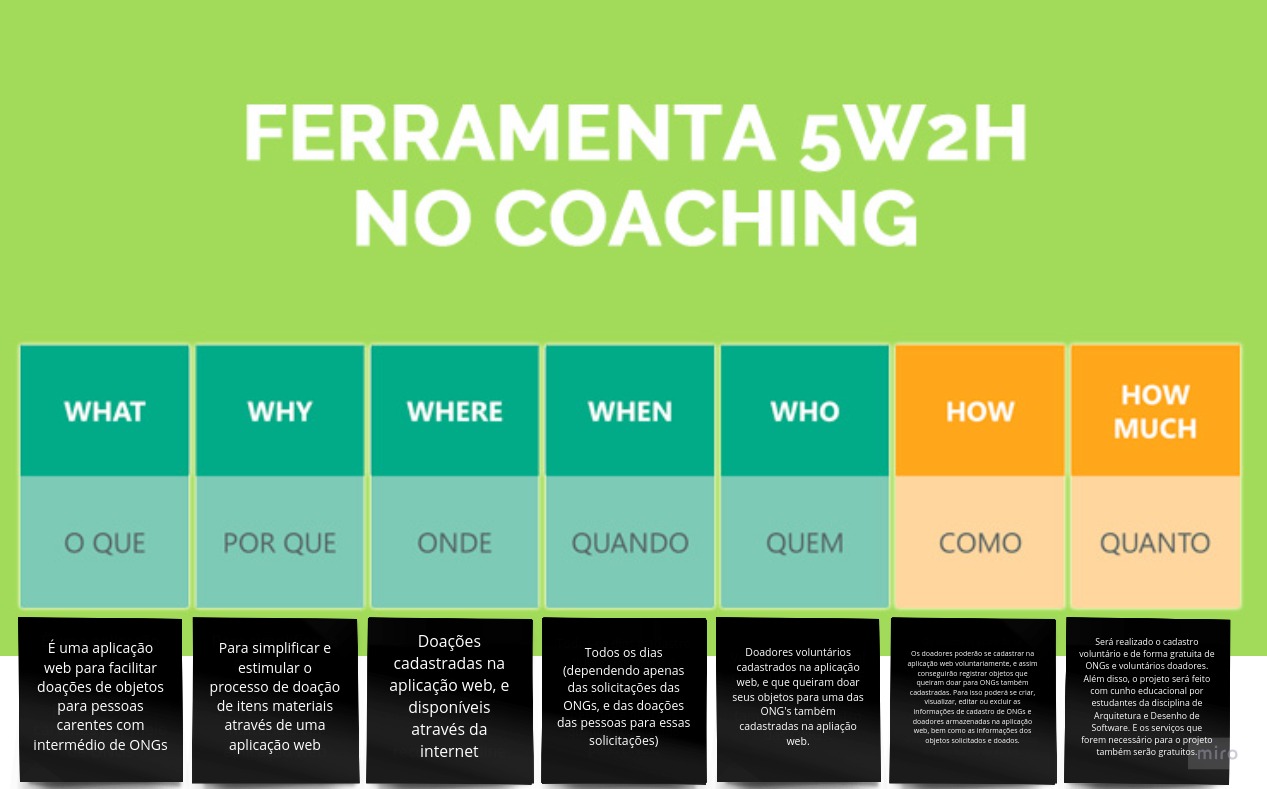 FERRAMENTA 5W2H
NO COACHING
WHAT
WHY
WHERE
WHEN
WHO
HOW
HOW
MUCH
O QUE
POR QUE
ONDE
QUANDO
QUEM
COMO
QUANTO
É uma aplicação
web para facilitar
doações de objetos
para pessoas
carentes com
intermédio de ONGs
Para simplificar e
estimular o
processo de doação
de itens materiais
através de uma
aplicação web
Doações
cadastradas na
aplicação web, e
disponíveis
através da
internet
Todos os dias
(dependendo apenas
das solicitações das
ONGs, e das doações
das pessoas para essas
solicitações)
Doadores voluntários
cadastrados na aplicação
web, e que queiram doar
seus objetos para uma das
ONG's também
cadastradas na apliação
web.
Os doadores poderão se cadastrar na
aplicação web voluntariamente, e assim
conseguirão registrar objetos que
queiram doar para ONGs também
cadastradas. Para isso poderá se criar,
visualizar, editar ou excluir as
informações de cadastro de ONGs e
doadores armazenadas na aplicação
web, bem como as informações dos
objetos solicitados e doados.
Será realizado o cadastro
voluntário e de forma gratuita de
ONGs e voluntários doadores.
Além disso, o projeto será feito
com cunho educacional por
estudantes da disciplina de
Arquitetura e Desenho de
Software. E os serviços que
forem necessário para o projeto
também serão gratuitos.
miro